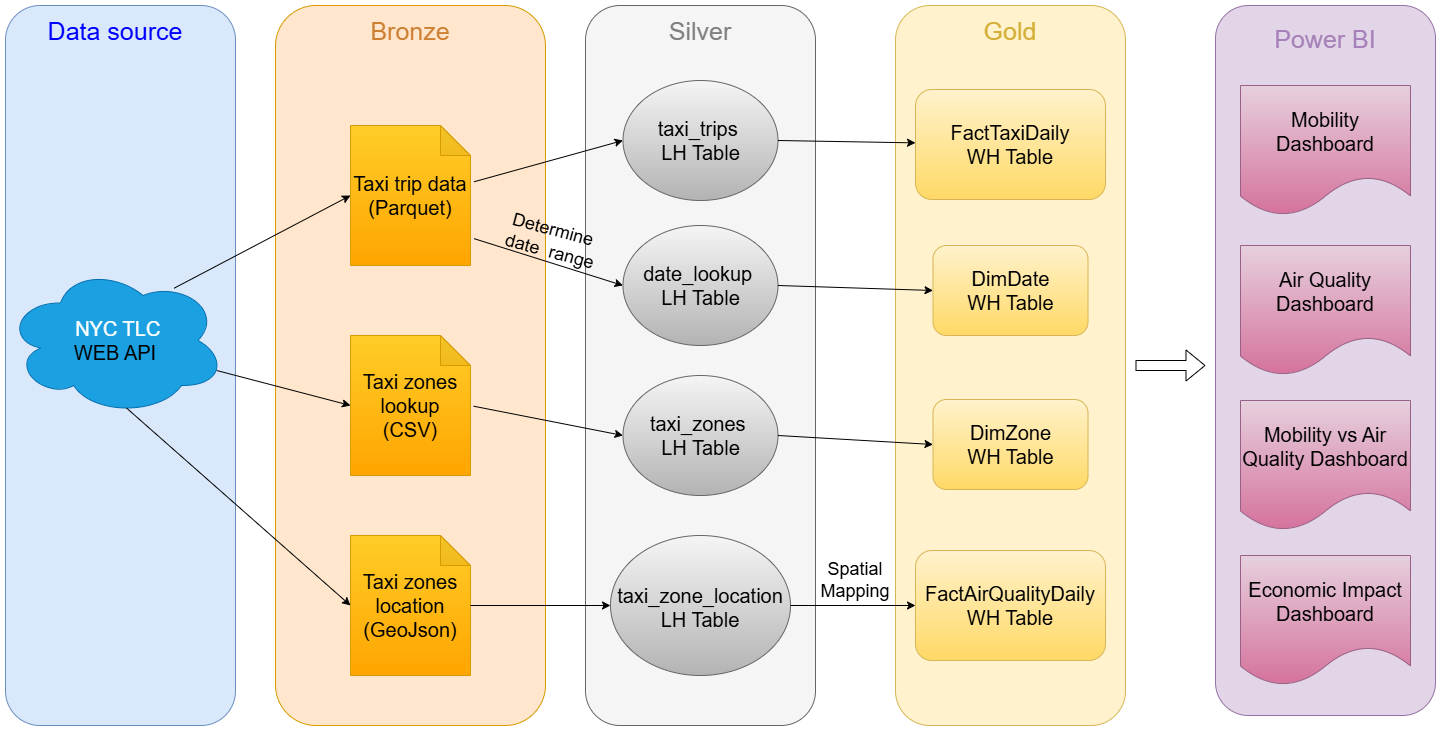 Data source
NYC TLC
WEB API
Bronze
Taxi trip data
(Parquet)
Taxi zones
lookup
(CSV)
Taxi zones
location
(GeoJson)
Determine
date range
Silver
taxi_trips
LH Table
date_lookup
LH Table
taxi_zones
LH Table
taxi_zone_location
LH Table
Spatial
Mapping
Gold
FactTaxiDaily
WH Table
DimDate
WH Table
DimZone
WH Table
FactAirQualityDaily
WH Table
Power BI
Mobility
Dashboard
Air Quality
Dashboard
Mobility vs Air
Quality Dashboard
Economic Impact
Dashboard